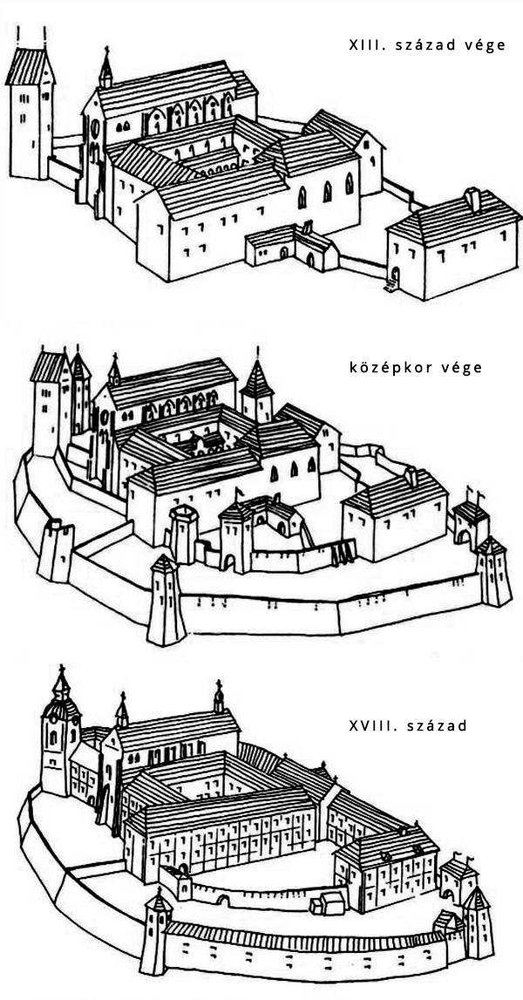 XIII. század vége
középkor vége
XVIII. század